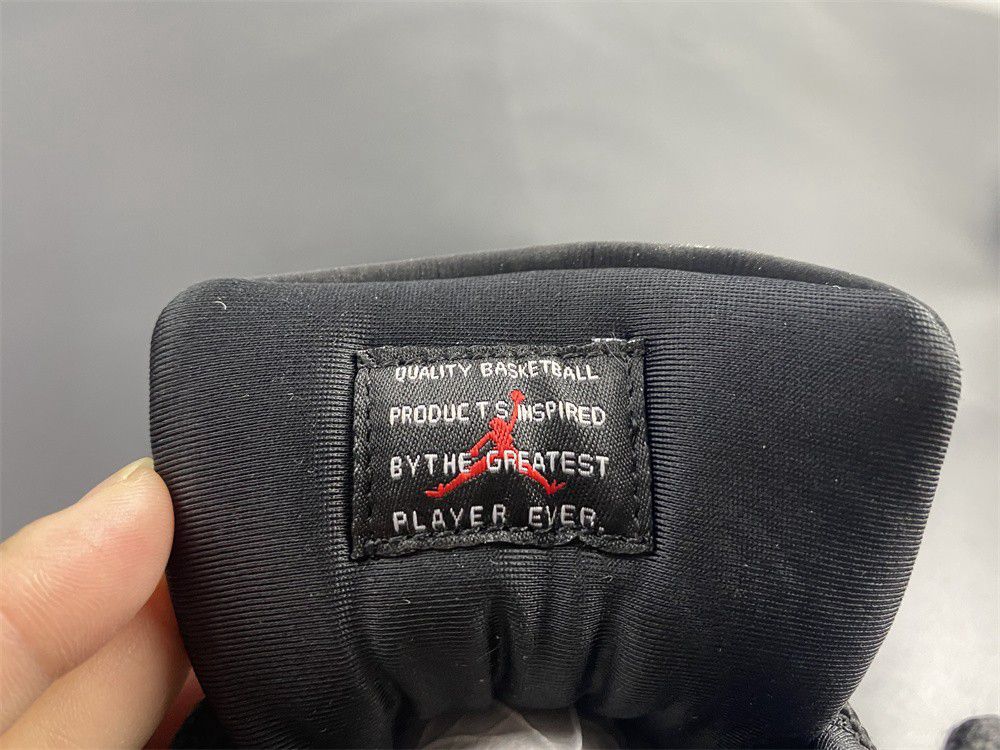 QUALITY BASKETBALL
PRODUCTS INSPIRED
BY THE GREATEST
PLAYER EVER.